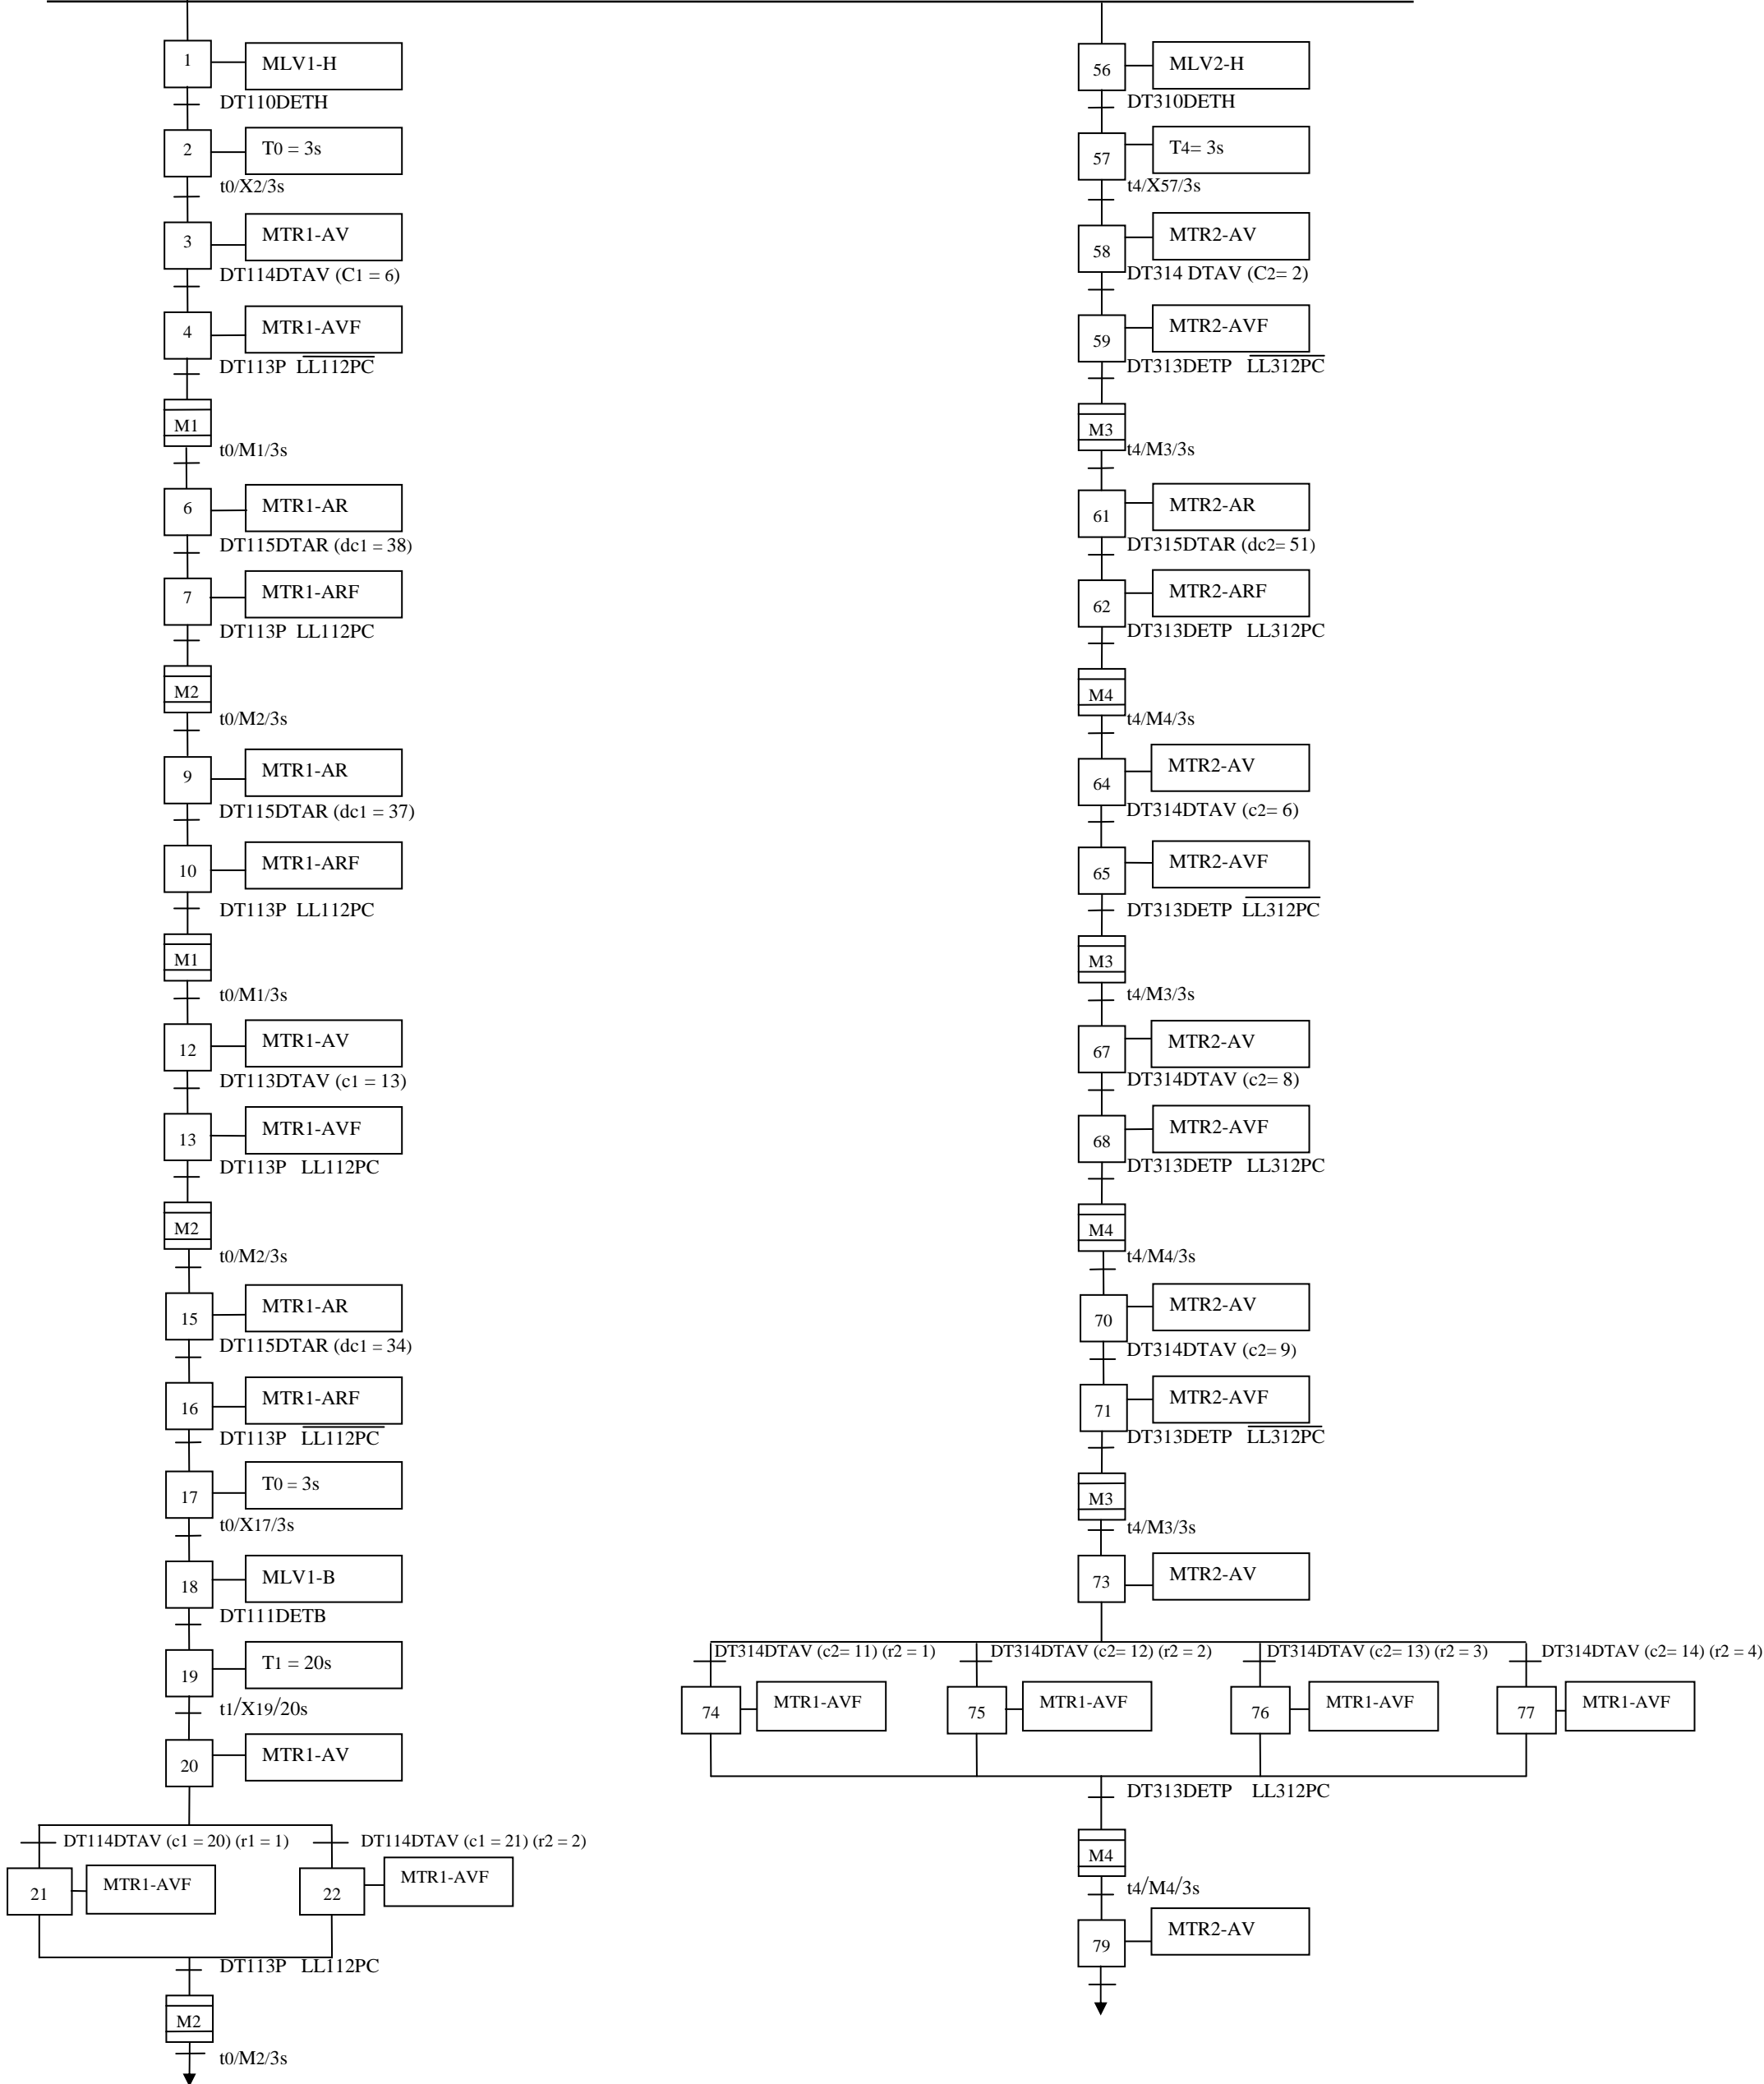 1
MLV1-H
DT110DETH
2
T0 = 3s
t0/X2/3s
3
MTR1-AV
DT114DTAV (C1 = 6)
4
MTR1-AVF
DT113P LL112PC
M1
t0/M1/3s
6
MTR1-AR
DT115DTAR (dc1 = 38)
7
MTR1-ARF
DT113P LL112PC
M2
t0/M2/3s
9
MTR1-AR
DT115DTAR (dc1 = 37)
10
MTR1-ARF
DT113P LL112PC
M1
t0/M1/3s
12
MTR1-AV
DT113DTAV (c1 = 13)
13
MTR1-AVF
DT113P LL112PC
M2
t0/M2/3s
15
MTR1-AR
DT115DTAR (dc1 = 34)
16
MTR1-ARF
DT113P LL112PC
17
T0 = 3s
t0/X17/3s
18
MLV1-B
DT111DETB
19
T1 = 20s
t1/X19/20s
20
MTR1-AV
DT114DTAV (c1 = 20) (r1 = 1)
DT114DTAV (c1 = 21) (r2 = 2)
21
MTR1-AVF
22
MTR1-AVF
DT113P LL112PC
M2
t0/M2/3s
56
MLV2-H
DT310DETH
57
T4= 3s
t4/X57/3s
58
MTR2-AV
DT314 DTAV (C2= 2)
59
MTR2-AVF
DT313DETP LL312PC
M3
t4/M3/3s
61
MTR2-AR
DT315DTAR (dc2= 51)
62
MTR2-ARF
DT313DETP LL312PC
M4
t4/M4/3s
64
MTR2-AV
DT314DTAV (c2= 6)
65
MTR2-AVF
DT313DETP LL312PC
M3
t4/M3/3s
67
MTR2-AV
DT314DTAV (c2= 8)
68
MTR2-AVF
DT313DETP LL312PC
M4
t4/M4/3s
70
MTR2-AV
DT314DTAV (c2= 9)
71
MTR2-AVF
DT313DETP LL312PC
M3
t4/M3/3s
73
MTR2-AV
DT314DTAV (c2= 11) (r2 = 1)
DT314DTAV (c2= 12) (r2 = 2)
DT314DTAV (c2= 13) (r2 = 3)
DT314DTAV (c2= 14) (r2 = 4)
74
MTR1-AVF
75
MTR1-AVF
76
MTR1-AVF
77
MTR1-AVF
DT313DETP LL312PC
M4
t4/M4/3s
79
MTR2-AV